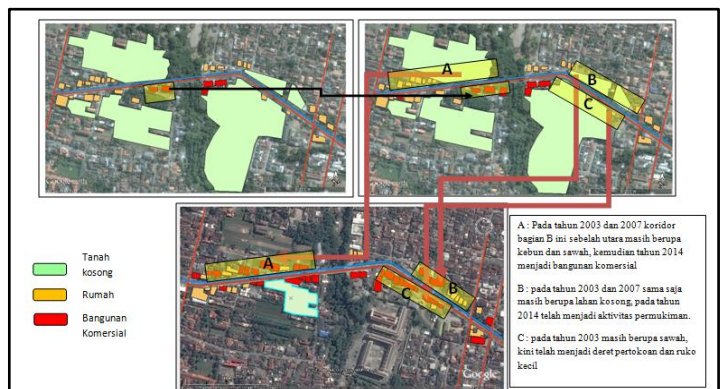 A
B
C
A
B
C
Google
Tanah
kosong
Rumah
Bangunan
Komersial
A : Pada tahun 2003 dan 2007 koridor
bagian B ini sebelah utara masih berupa
kebun dan sawah, kemudian tahun 2014
menjadi bangunan komersial
B : pada tahun 2003 dan 2007 sama saja
masih berupa lahan kosong, pada tahun
2014 telah menjadi aktivitas permukiman.
C : pada tahun 2003 masih berupa sawah,
kini telah menjadi deret pertokoan dan ruko
kecil